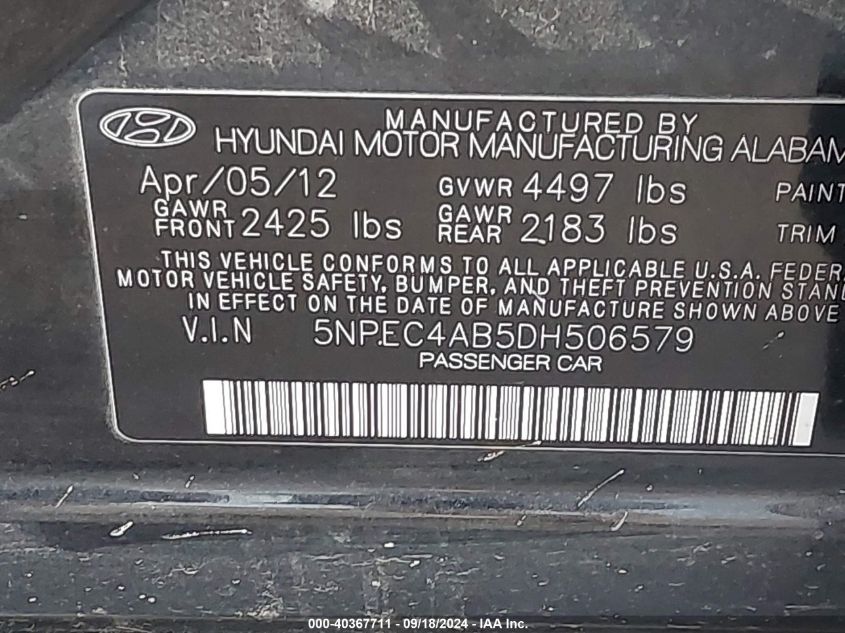 MANUFACTURED BY
HYUNDAI MOTOR MANUFACTURING ALABAM
Apr/05/12 GVWR 4497 lbs PAINT
GAWR FRONT 2425 lbs GAWR REAR 2183 lbs TRIM
THIS VEHICLE CONFORMS TO ALL APPLICABLE U.S.A. FEDER
MOTOR VEHICLE SAFETY, BUMPER, AND THEFT PREVENTION STAN
IN EFFECT ON THE DATE OF MANUFACTURE SHOWN ABOVE
V.I.N 5NPEC4AB5DH506579
PASSENGER CAR
000-40367711 - 09/18/2024 - IAA Inc.